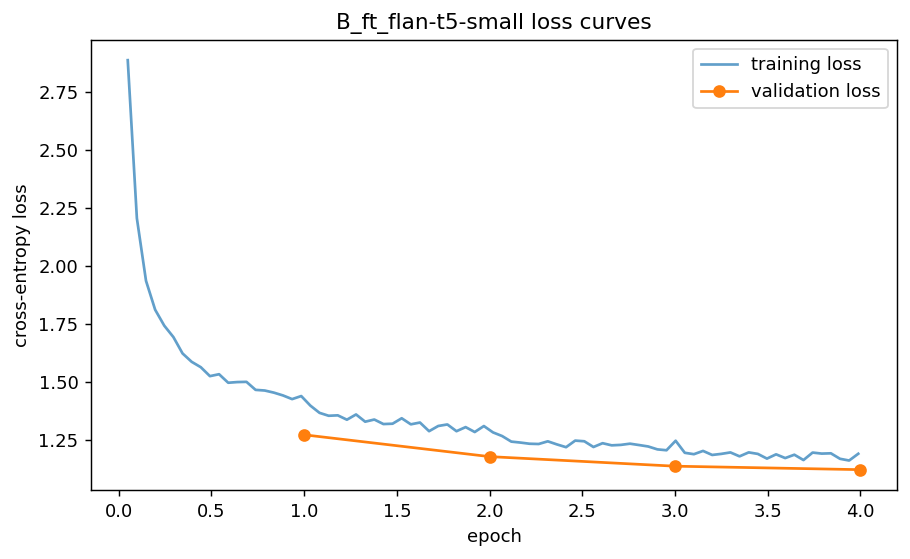 B_ft_flan-t5-small loss curves
training loss
validation loss
cross-entropy loss
2.75
2.50
2.25
2.00
1.75
1.50
1.25
0.0 0.5 1.0 1.5 2.0 2.5 3.0 3.5 4.0
epoch